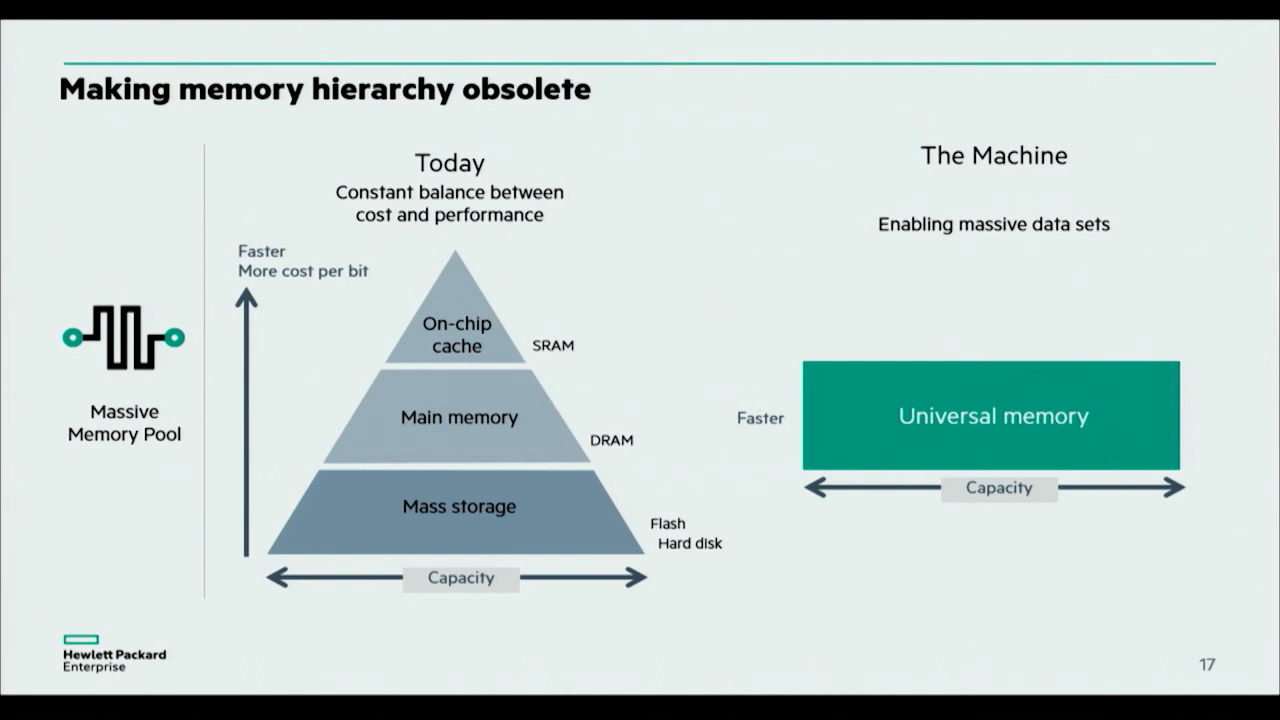 Making memory hierarchy obsolete
Massive
Memory Pool
Today
Constant balance between
cost and performance
Faster
More cost per bit
On-chip
cache
SRAM
Main memory
DRAM
Mass storage
Flash
Hard disk
Capacity
The Machine
Enabling massive data sets
Faster
Universal memory
Capacity
Hewlett Packard
Enterprise
17